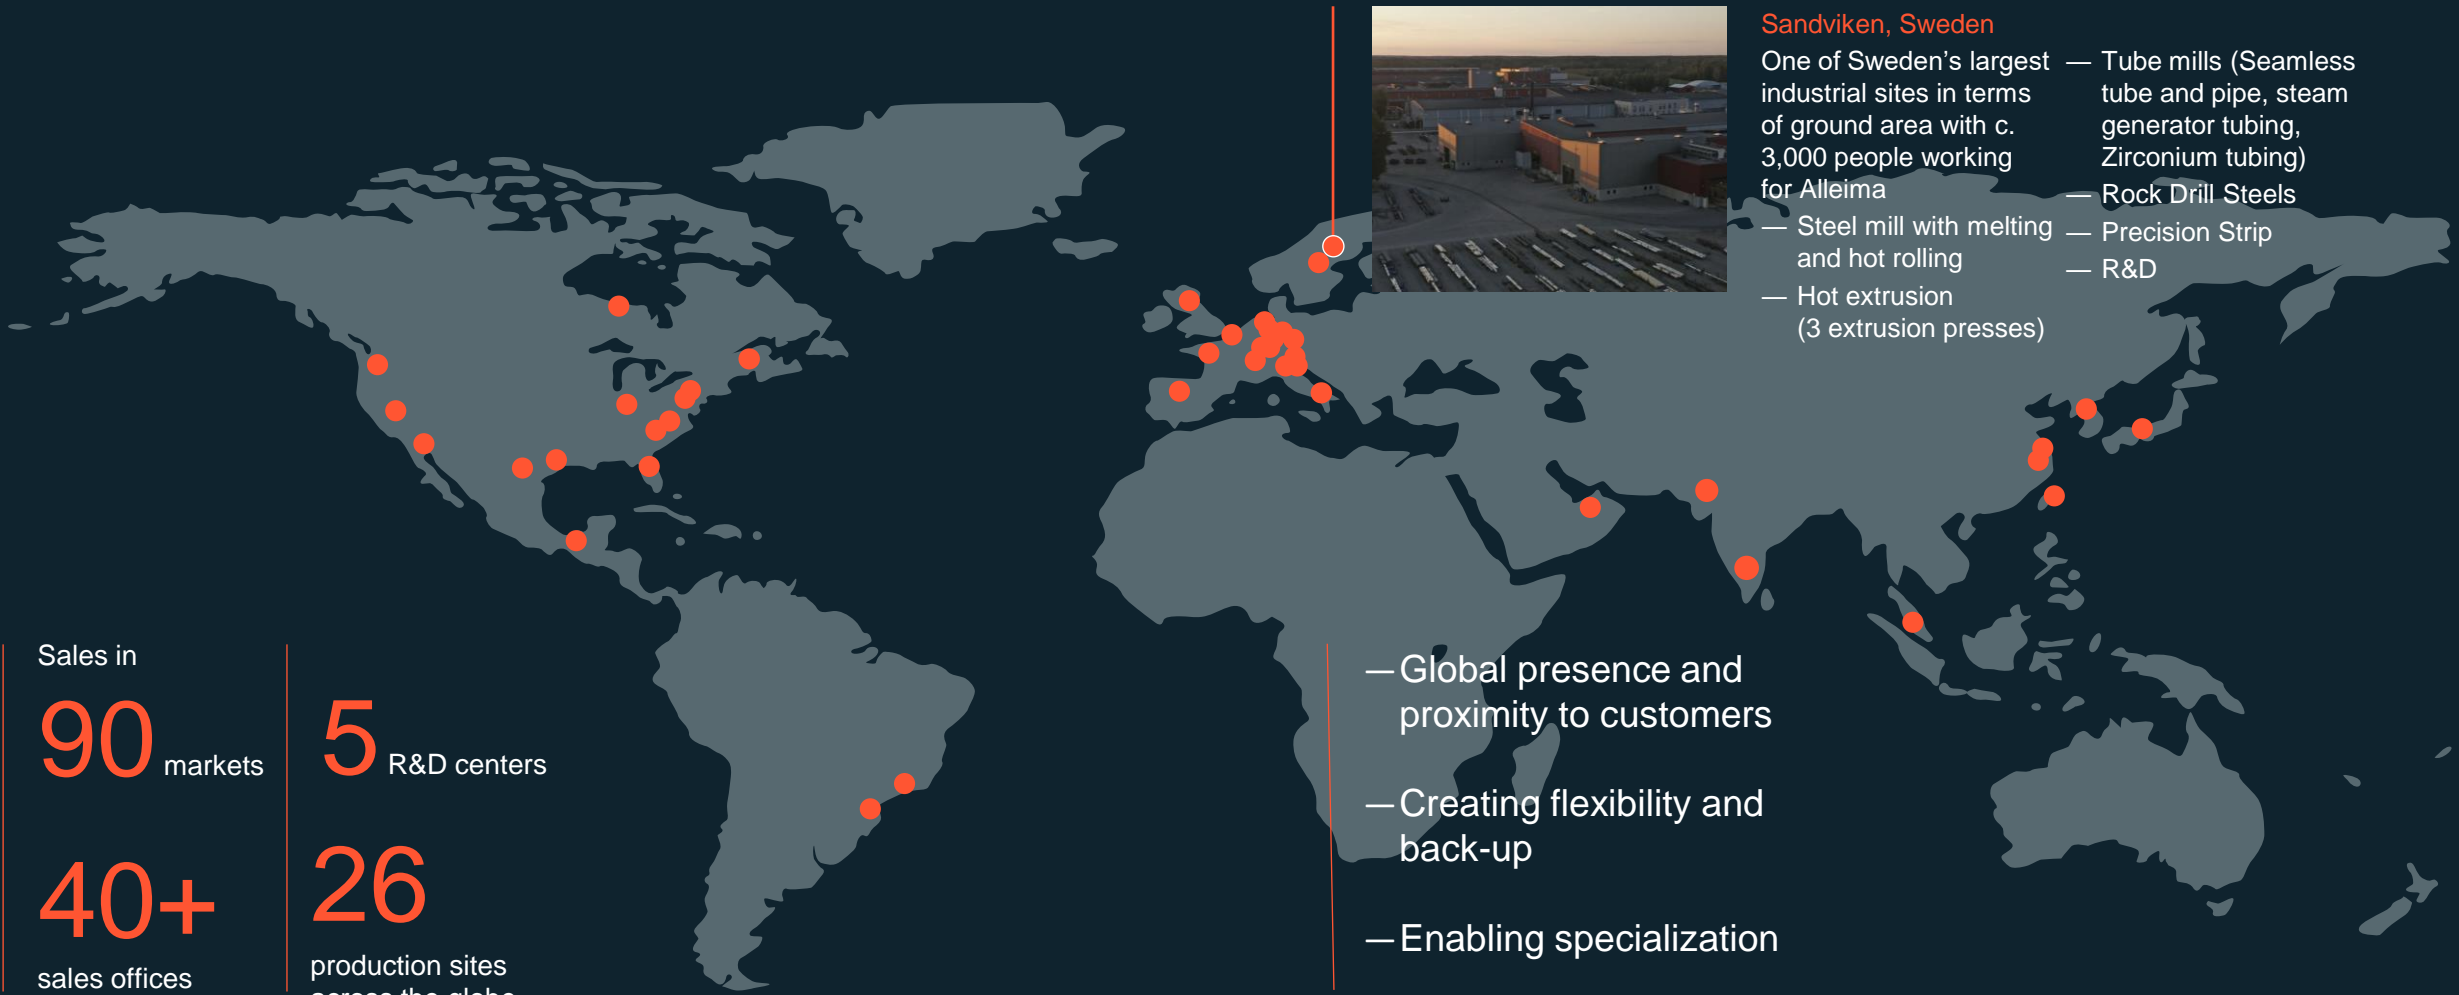 Sandviken, Sweden
One of Sweden’s largest
industrial sites in terms
of ground area with c.
3,000 people working
for Alleima
— Steel mill with melting
and hot rolling
— Hot extrusion
(3 extrusion presses)
— Tube mills (Seamless
tube and pipe, steam
generator tubing,
Zirconium tubing)
— Rock Drill Steels
— Precision Strip
— R&D
Sales in
90 markets
5 R&D centers
40+
sales offices
26
production sites
across the globe
— Global presence and
proximity to customers
— Creating flexibility and
back-up
— Enabling specialization